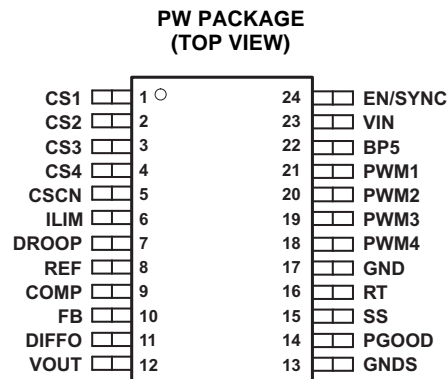 PW PACKAGE
(TOP VIEW)
CS1 1 24 EN/SYNC
CS2 2 23 VIN
CS3 3 22 BP5
CS4 4 21 PWM1
CSCN 5 20 PWM2
ILIM 6 19 PWM3
DROOP 7 18 PWM4
REF 8 17 GND
COMP 9 16 RT
FB 10 15 SS
DIFFO 11 14 PGOOD
VOUT 12 13 GNDS